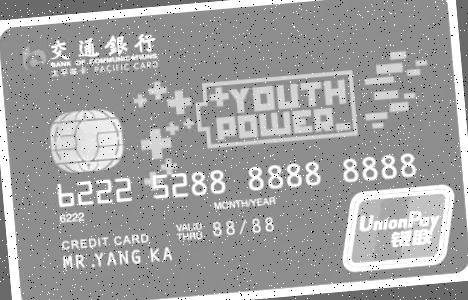 交通銀行
BANK OF COMMUNICATIONS
太平洋卡 PACIFIC CARD
YOUTH
POWER
6222 5288 8888 8888
6222
MONTH/YEAR
VALID THRU 88/88
CREDIT CARD
MR.YANG KA
UnionPay
银联